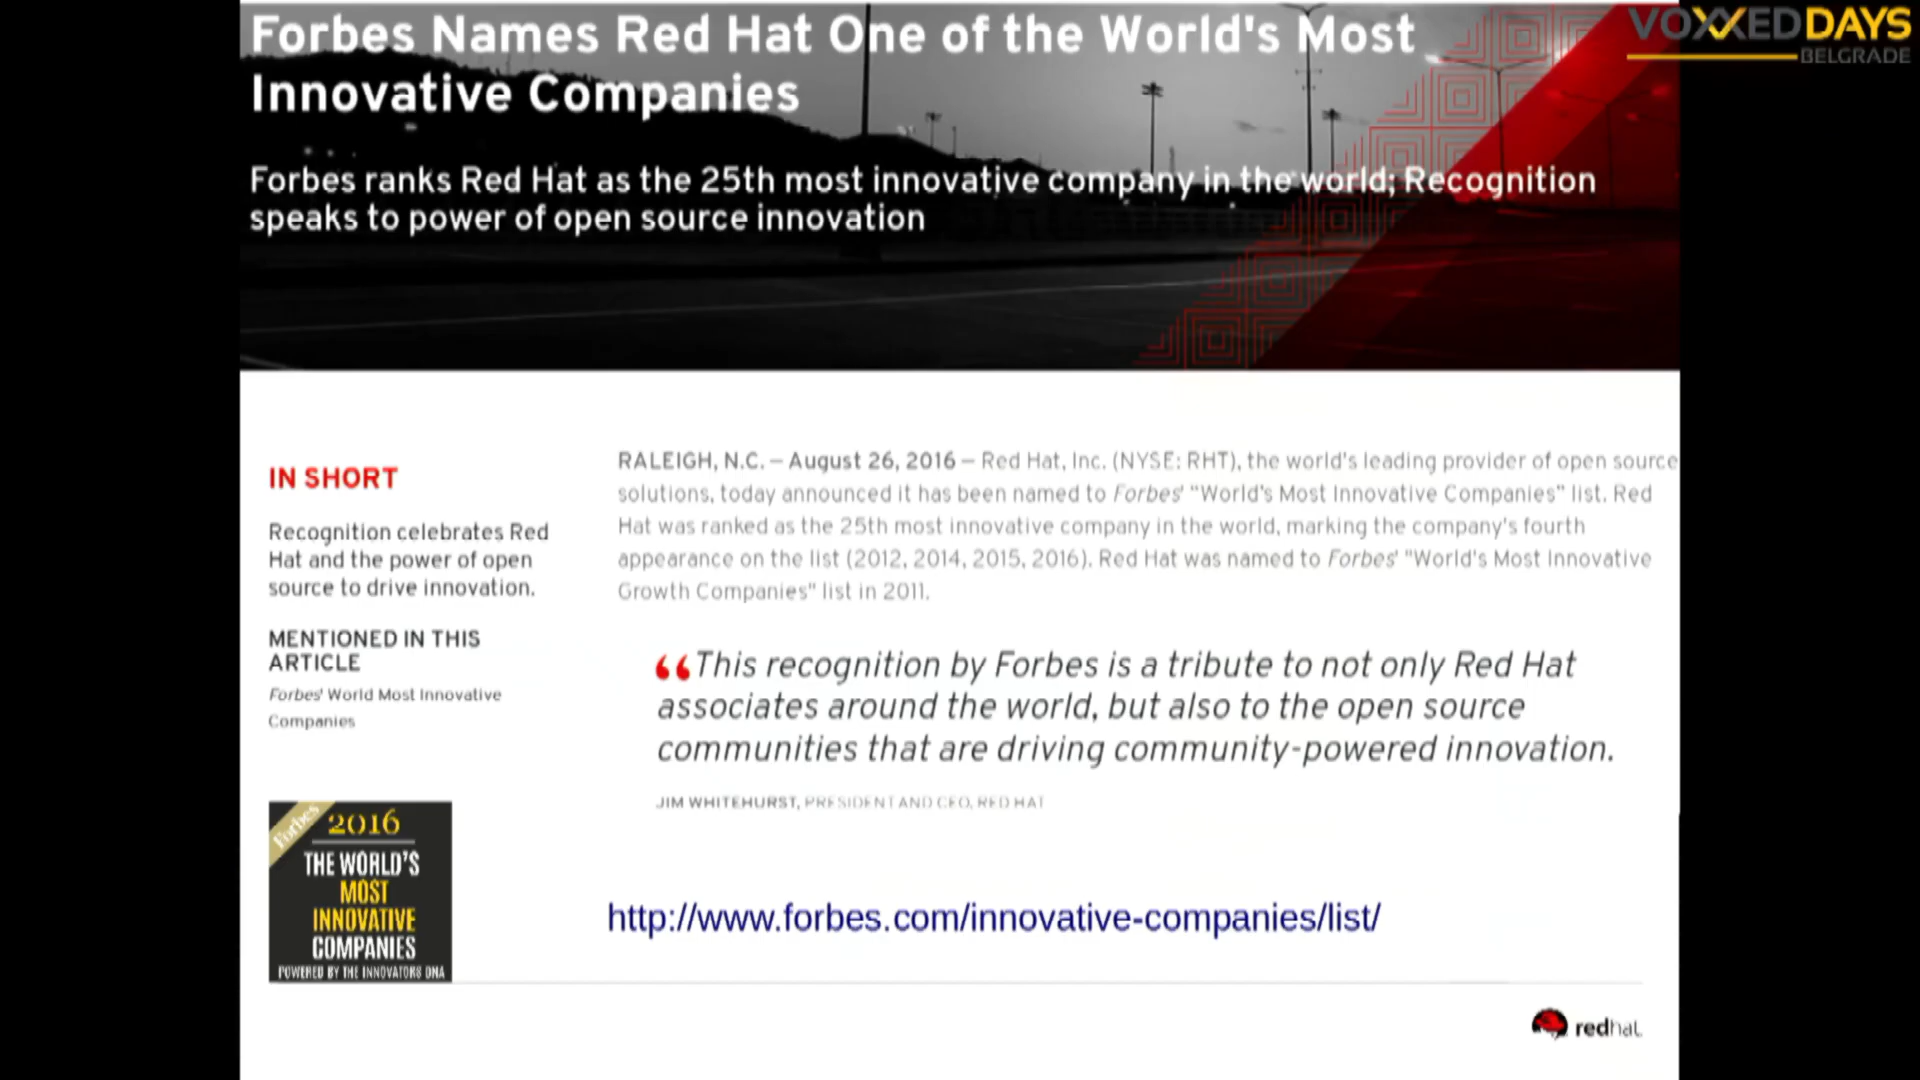 Forbes Names Red Hat One of the World's Most
Innovative Companies
VOXXEDDAYS
BELGRADE
Forbes ranks Red Hat as the 25th most innovative company in the world; Recognition
speaks to power of open source innovation
IN SHORT
Recognition celebrates Red
Hat and the power of open
source to drive innovation.
MENTIONED IN THIS
ARTICLE
Forbes' World Most Innovative
Companies
RALEIGH, N.C. – August 26, 2016 – Red Hat, Inc. (NYSE: RHT), the world's leading provider of open source
solutions, today announced it has been named to Forbes' "World's Most Innovative Companies" list. Red
Hat was ranked as the 25th most innovative company in the world, marking the company's fourth
appearance on the list (2012, 2014, 2015, 2016). Red Hat was named to Forbes' "World's Most Innovative
Growth Companies" list in 2011.
“This recognition by Forbes is a tribute to not only Red Hat
associates around the world, but also to the open source
communities that are driving community-powered innovation.
JIM WHITEHURST, PRESIDENT AND CEO, RED HAT
Forbes
2016
THE WORLD'S
MOST
INNOVATIVE
COMPANIES
POWERED BY THE INNOVATORS DNA
http://www.forbes.com/innovative-companies/list/
redhat.